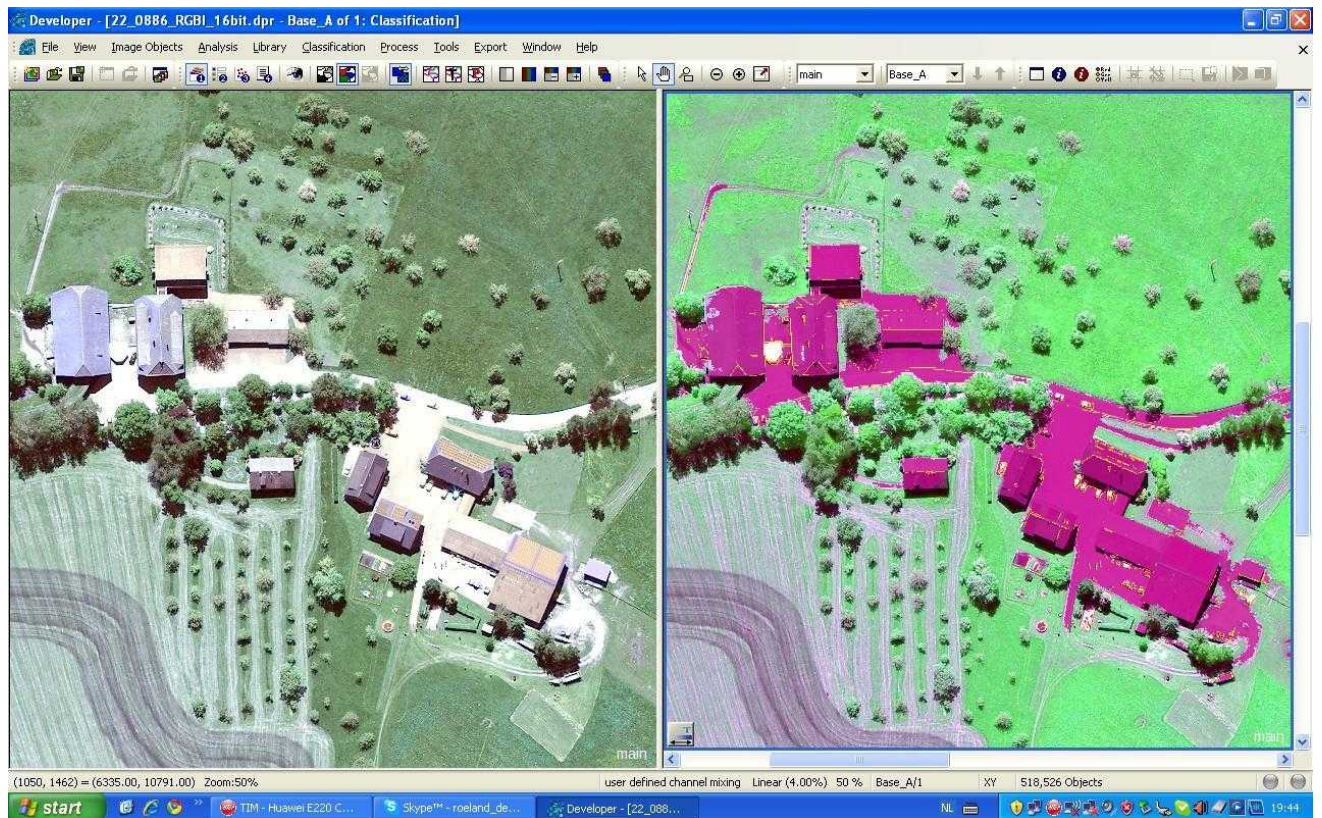 Developer - [22_0886_RGBI_16bit.dpr - Base_A of 1: Classification]
File View Image Objects Analysis Library Classification Process Tools Export Window Help
main Base_A
main main
(1050, 1462) = (6335.00, 10791.00) Zoom:50% user defined channel mixing Linear (4.00%) 50 % Base_A/1 XY 518,526 Objects
start TIM - Huawei E220 C... Skype™ - roeland_de... Developer - [22_088... NL 19:44